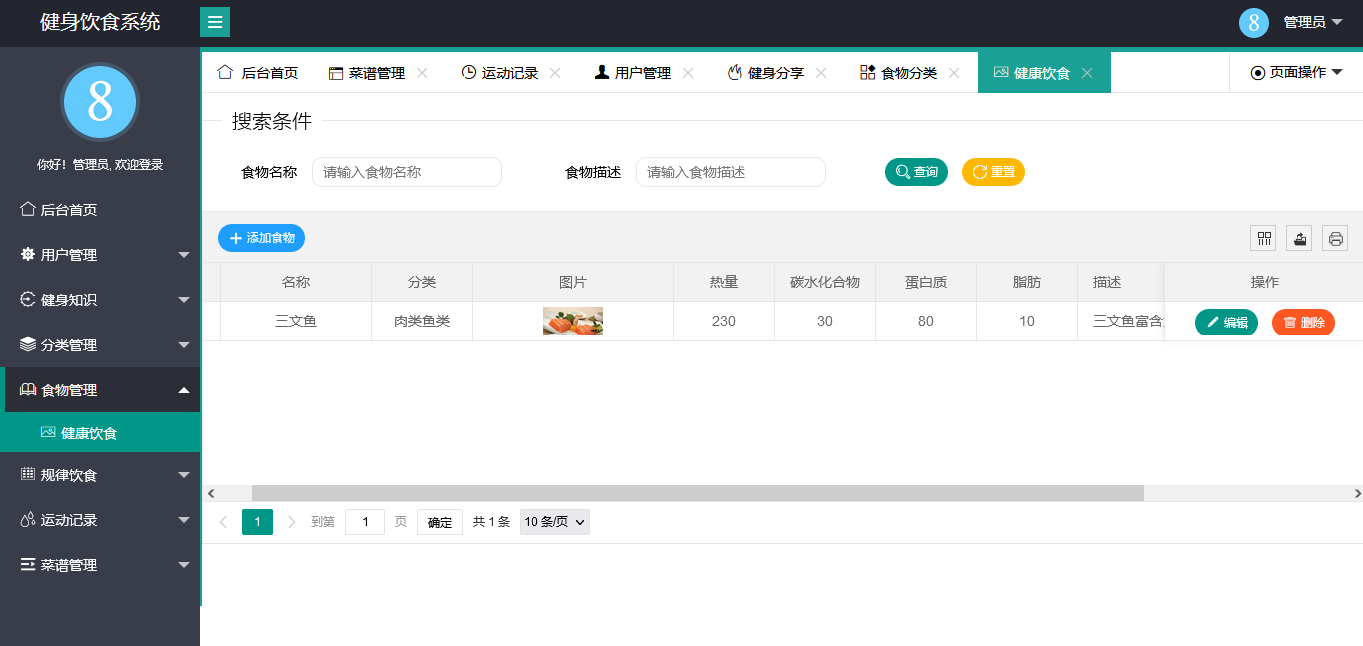 健身饮食系统
8 管理员
8
你好！管理员, 欢迎登录
后台首页
用户管理
健身知识
分类管理
食物管理
健康饮食
规律饮食
运动记录
菜谱管理
后台首页 菜谱管理 运动记录 用户管理 健身分享 食物分类 健康饮食 页面操作
搜索条件
食物名称 请输入食物名称 食物描述 请输入食物描述 查询 重置
添加食物
名称 分类 图片 热量 碳水化合物 蛋白质 脂肪 描述 操作
三文鱼 肉类鱼类 230 30 80 10 三文鱼富含 编辑 删除
1 到第 1 页 确定 共 1 条 10 条/页